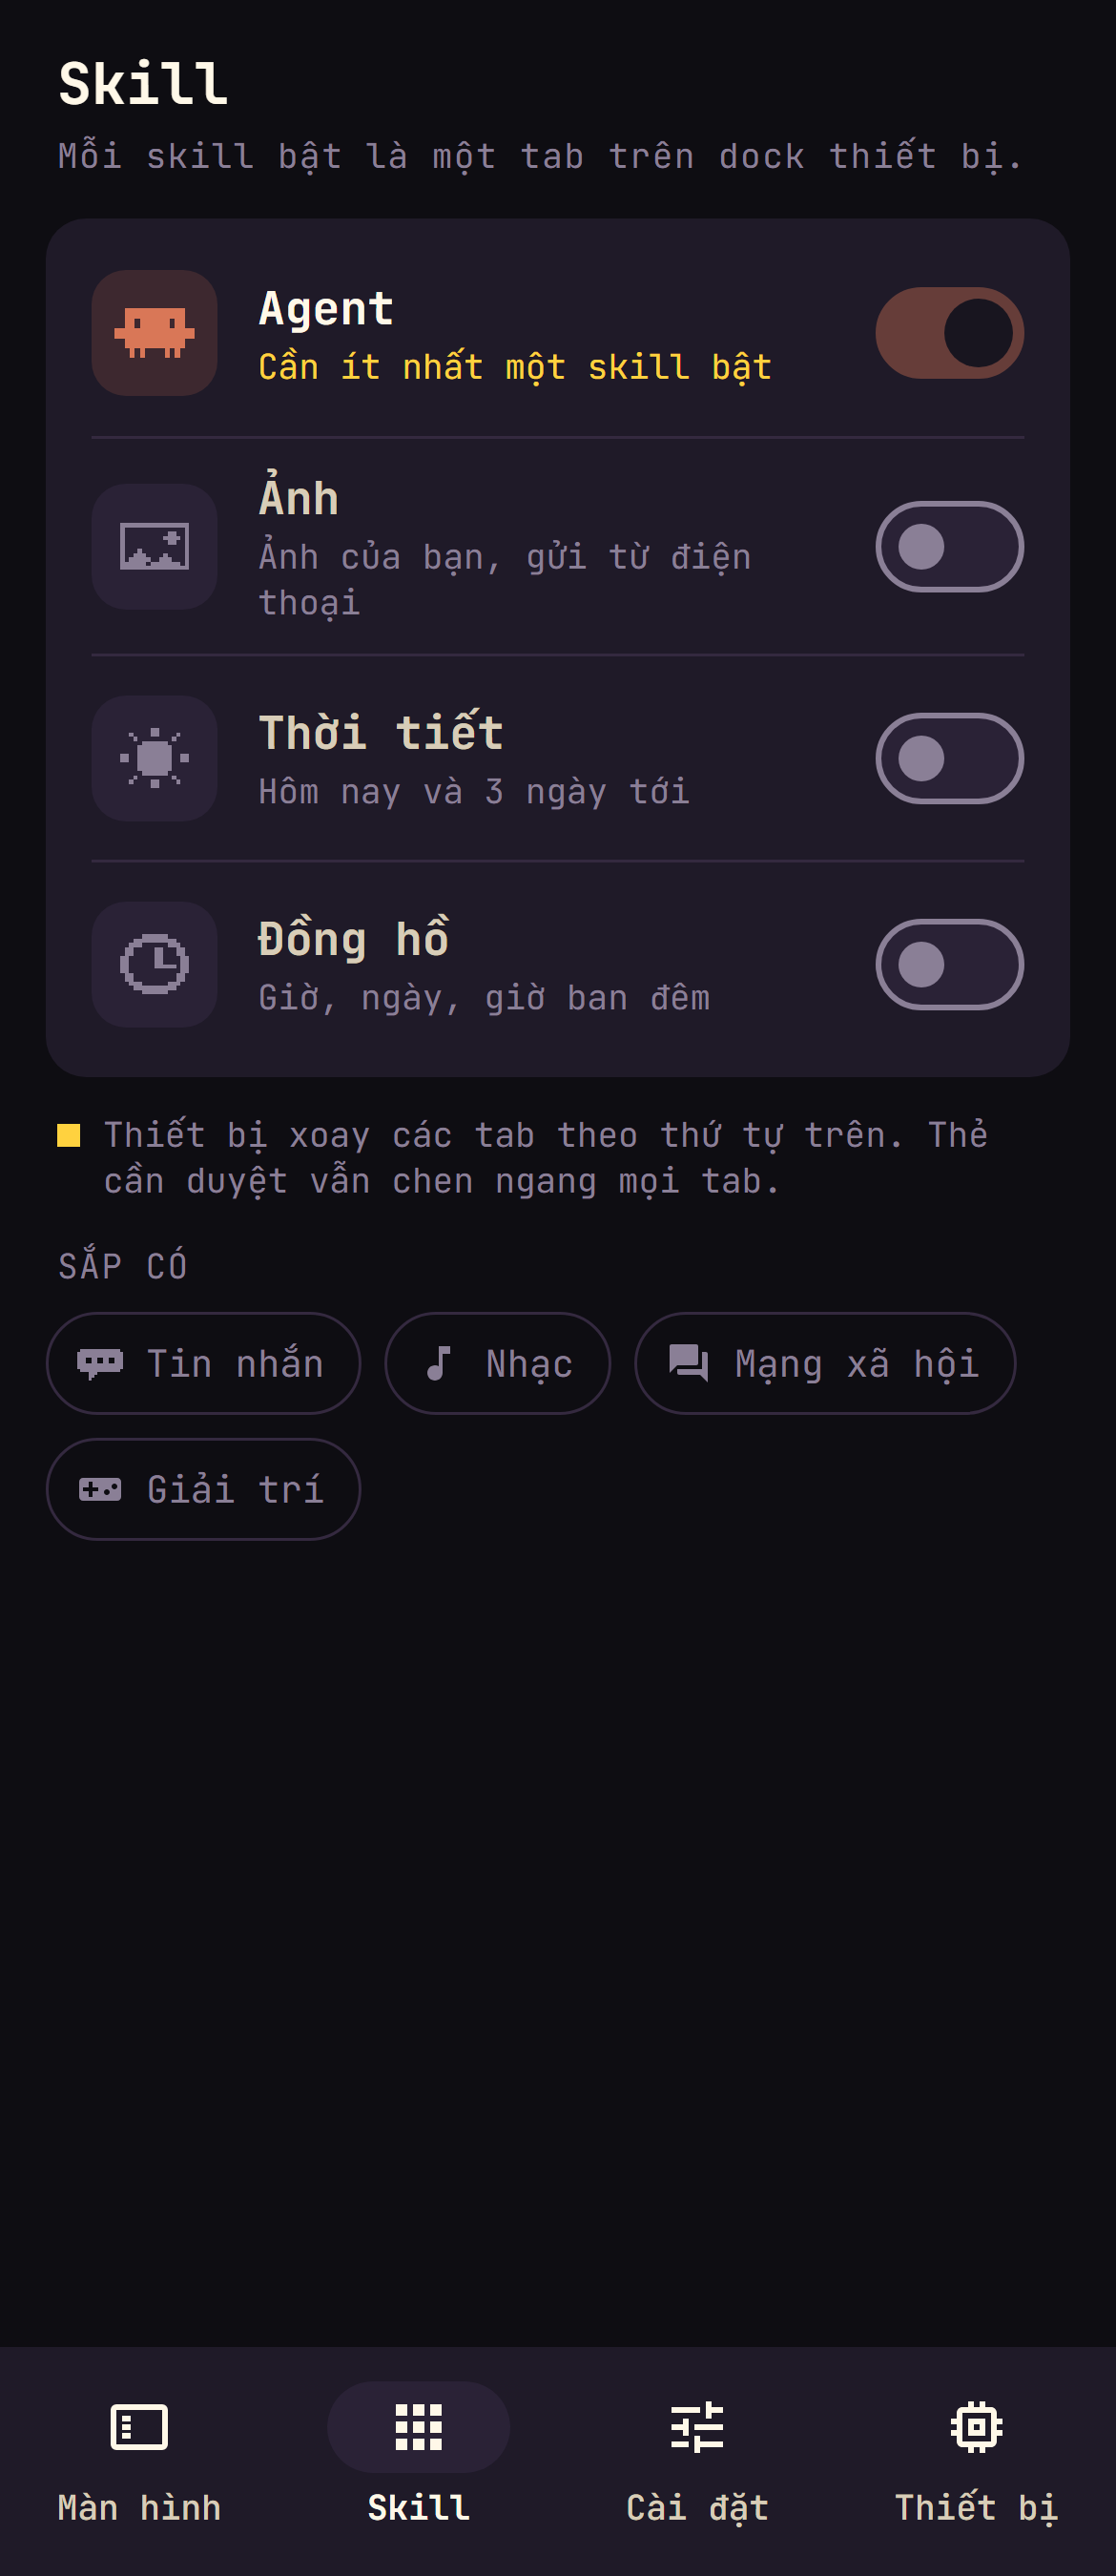 Skill
Mỗi skill bật là một tab trên dock thiết bị.
Agent
Cần ít nhất một skill bật
Ảnh
Ảnh của bạn, gửi từ điện
thoại
Thời tiết
Hôm nay và 3 ngày tới
Đồng hồ
Giờ, ngày, giờ ban đêm
Thiết bị xoay các tab theo thứ tự trên. Thẻ
cần duyệt vẫn chen ngang mọi tab.
SẮP CÓ
Tin nhắn
Nhạc
Mạng xã hội
Giải trí
Màn hình
Skill
Cài đặt
Thiết bị